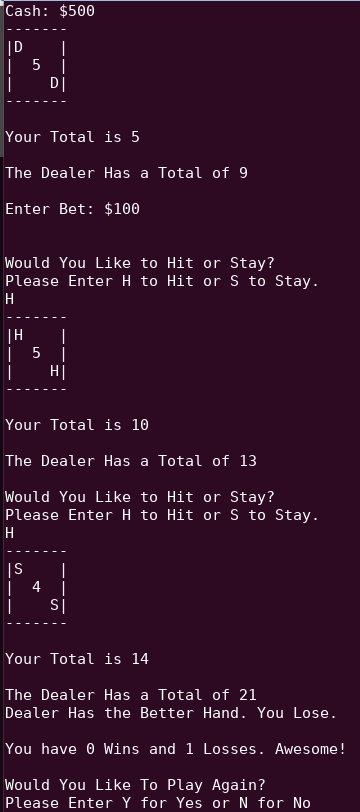 Cash: $500
-------
|D    |
|  5  |
|    D|
-------
Your Total is 5
The Dealer Has a Total of 9
Enter Bet: $100
Would You Like to Hit or Stay?
Please Enter H to Hit or S to Stay.
H
-------
|H    |
|  5  |
|    H|
-------
Your Total is 10
The Dealer Has a Total of 13
Would You Like to Hit or Stay?
Please Enter H to Hit or S to Stay.
H
-------
|S    |
|  4  |
|    S|
-------
Your Total is 14
The Dealer Has a Total of 21
Dealer Has the Better Hand. You Lose.
You have 0 Wins and 1 Losses. Awesome!
Would You Like To Play Again?
Please Enter Y for Yes or N for No